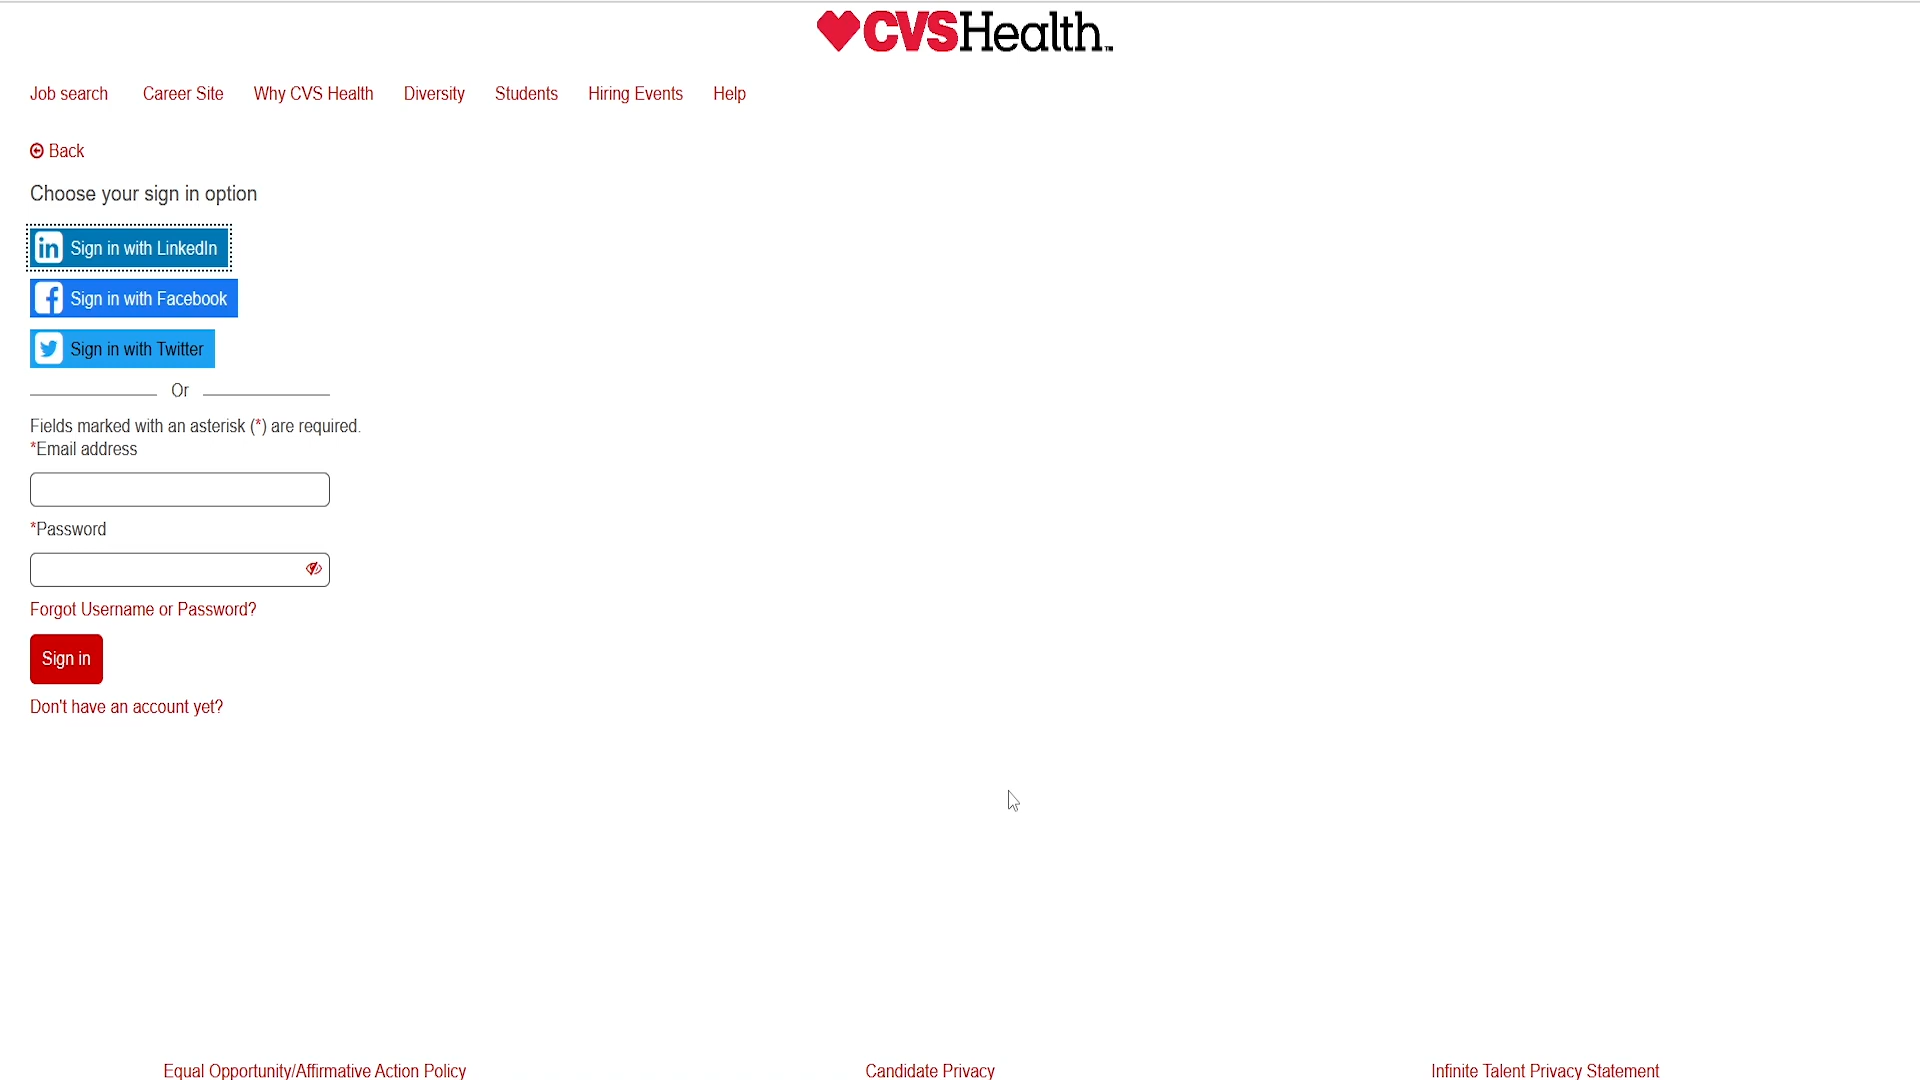 CVSHealth™
Job search Career Site Why CVS Health Diversity Students Hiring Events Help
Back
Choose your sign in option
in Sign in with LinkedIn
f Sign in with Facebook
Sign in with Twitter
Or
Fields marked with an asterisk (*) are required.
*Email address
*Password
Forgot Username or Password?
Sign in
Don't have an account yet?
Equal Opportunity/Affirmative Action Policy Candidate Privacy Infinite Talent Privacy Statement